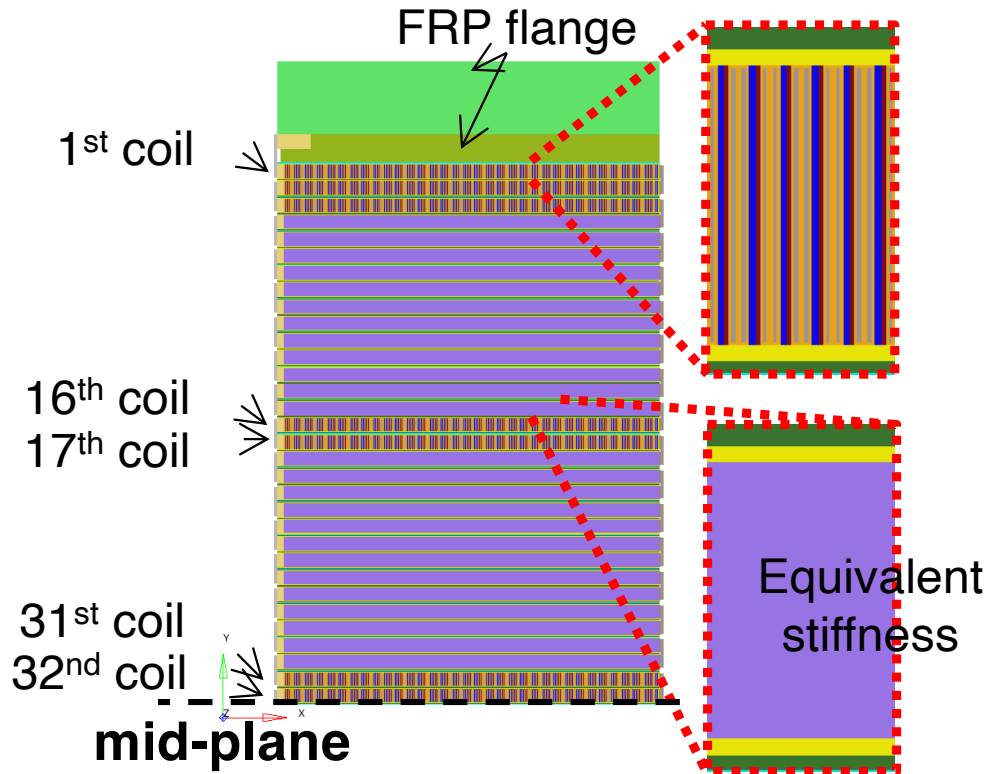 FRP flange
1st coil
16th coil
17th coil
31st coil
32nd coil
Y
Z
X
mid-plane
Equivalent
stiffness